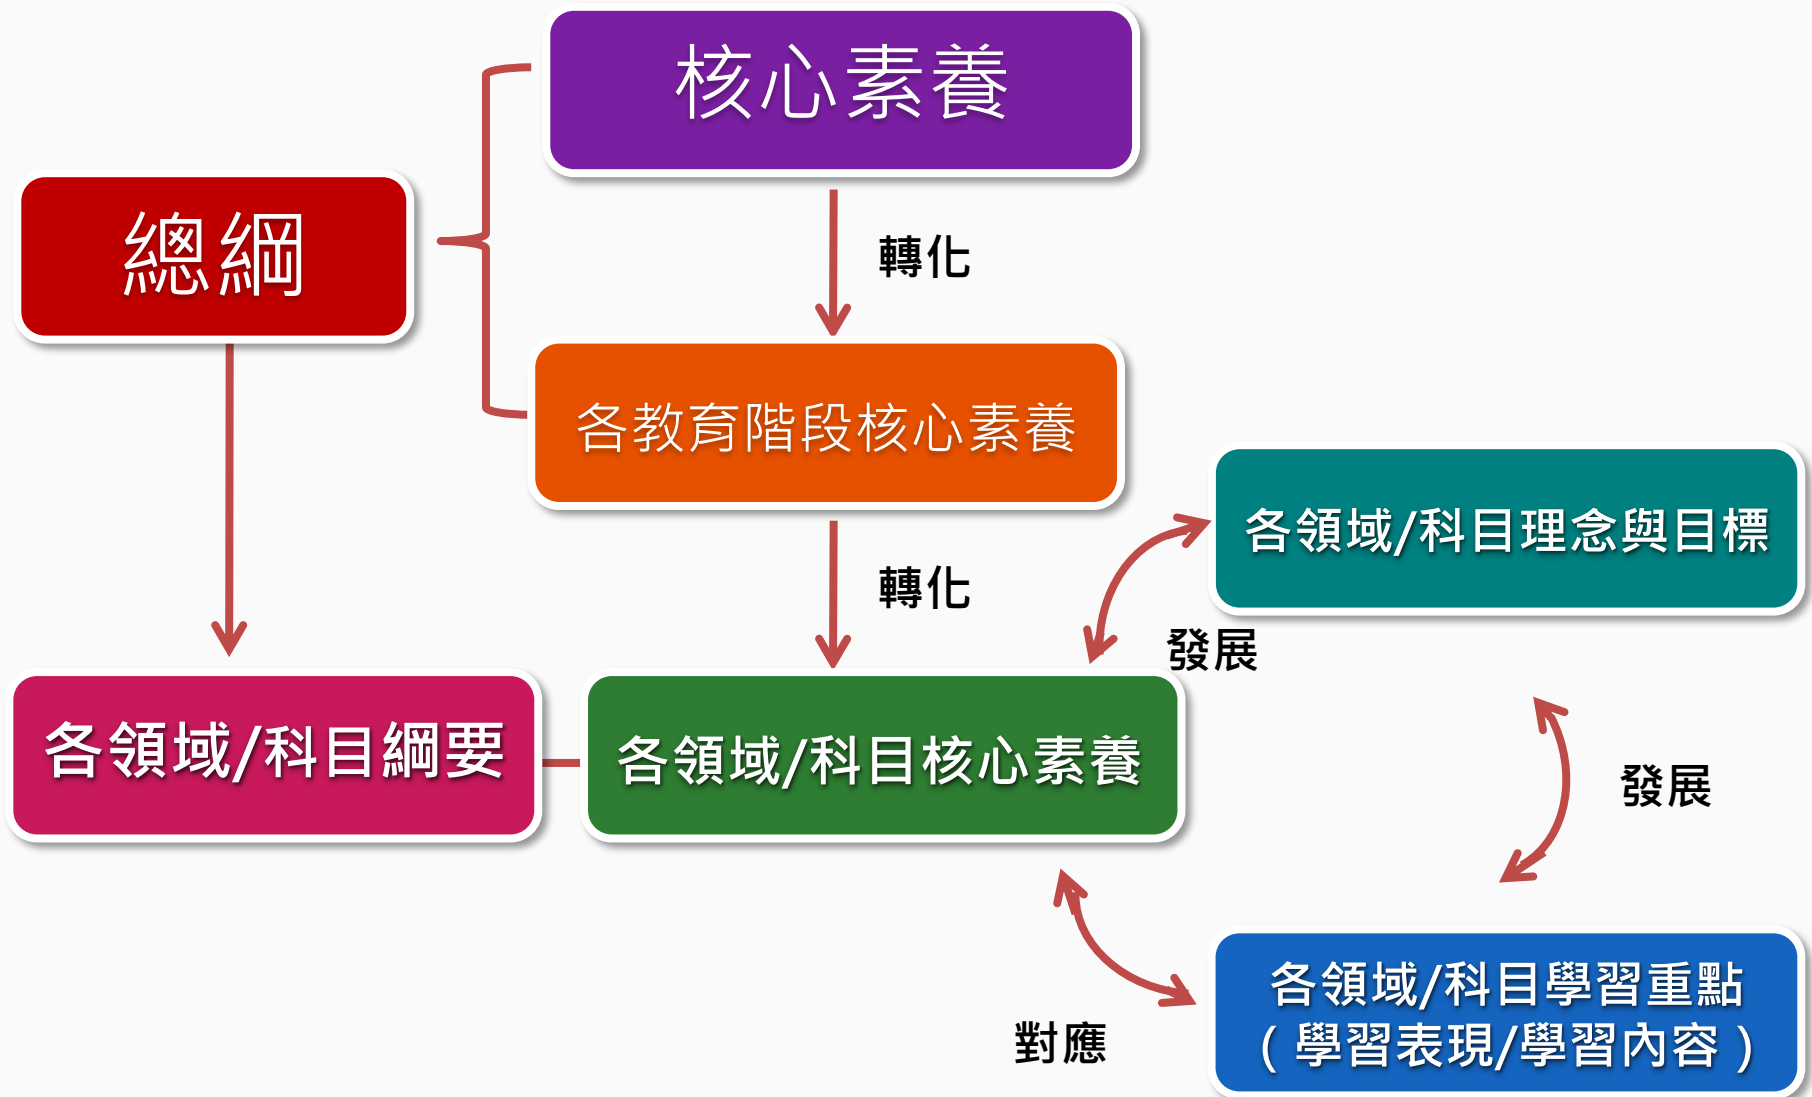 核心素養
總綱
轉化
各教育階段核心素養
各領域/科目理念與目標
轉化
發展
各領域/科目綱要
各領域/科目核心素養
發展
各領域/科目學習重點
（學習表現/學習內容）
對應